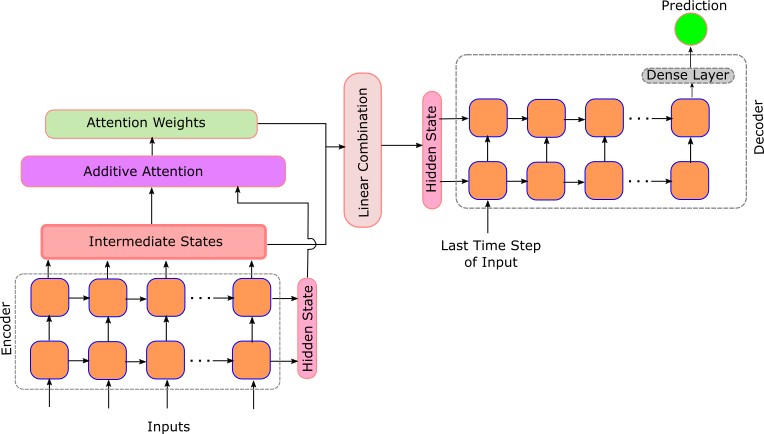 Prediction
Dense Layer
Attention Weights
Additive Attention
Linear Combination
Hidden State
Decoder
Intermediate States
Last Time Step
of Input
Encoder
Hidden State
Inputs